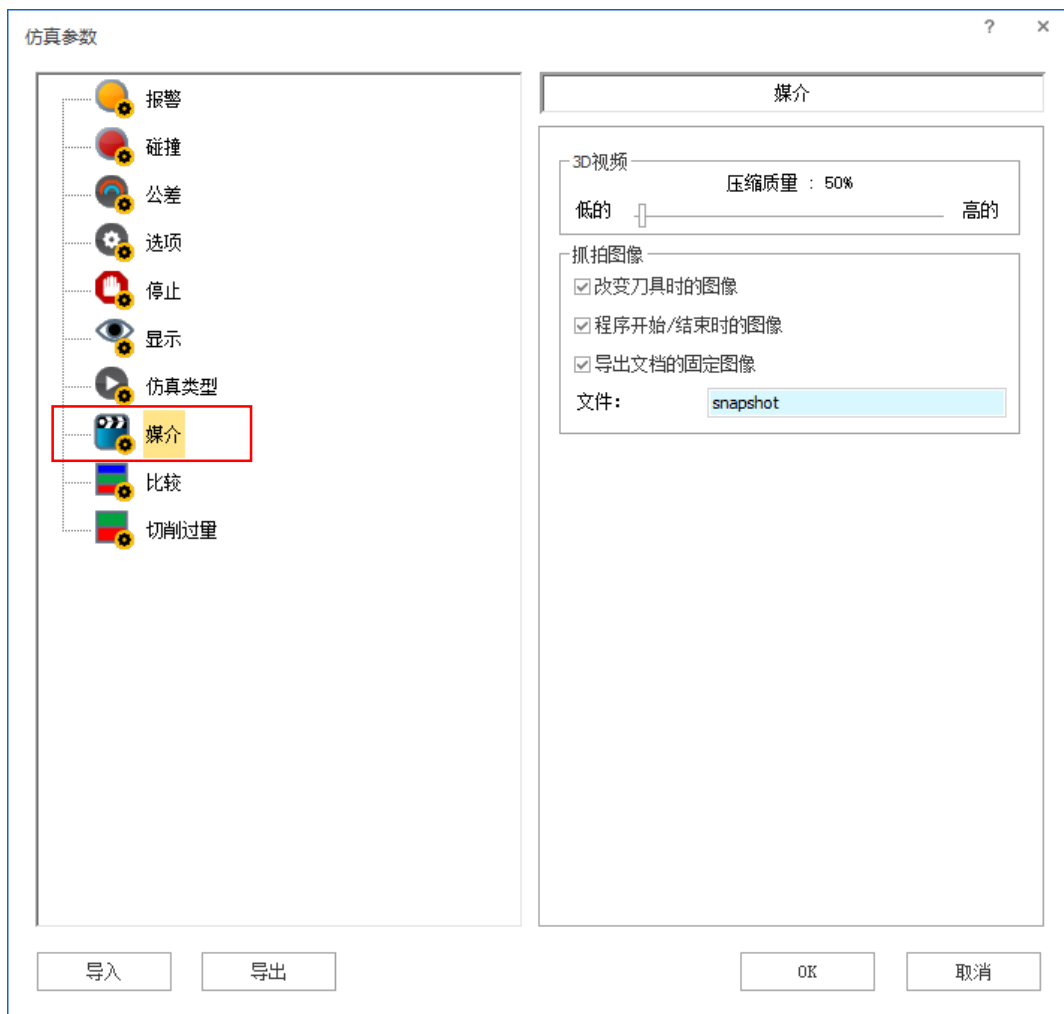 仿真参数
? ×
报警
碰撞
公差
选项
停止
显示
仿真类型
媒介
比较
切削过量
媒介
3D视频
压缩质量 : 50%
低的 高的
抓拍图像
改变刀具时的图像
程序开始/结束时的图像
导出文档的固定图像
文件: snapshot
导入 导出 OK 取消